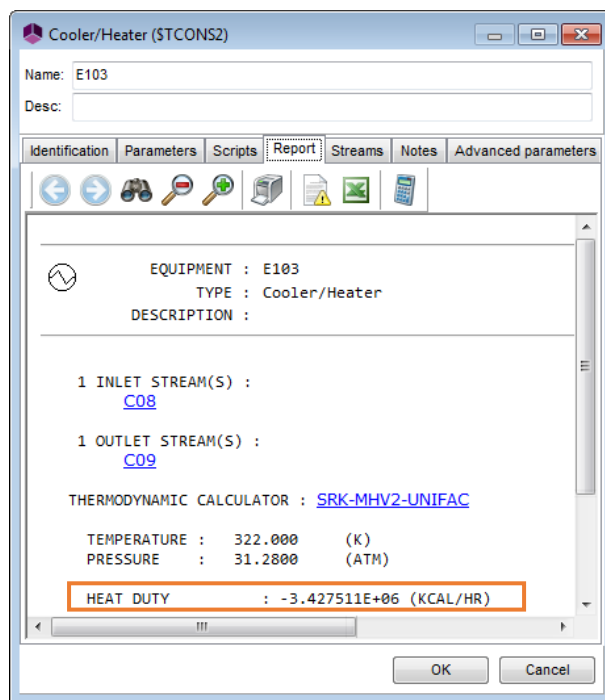 Cooler/Heater ($TCONS2)
Name: E103
Desc:
Identification Parameters Scripts Report Streams Notes Advanced parameters
EQUIPMENT : E103
TYPE : Cooler/Heater
DESCRIPTION :
1 INLET STREAM(S) :
C08
1 OUTLET STREAM(S) :
C09
THERMODYNAMIC CALCULATOR : SRK-MHV2-UNIFAC
TEMPERATURE : 322.000 (K)
PRESSURE : 31.2800 (ATM)
HEAT DUTY : -3.427511E+06 (KCAL/HR)
OK Cancel